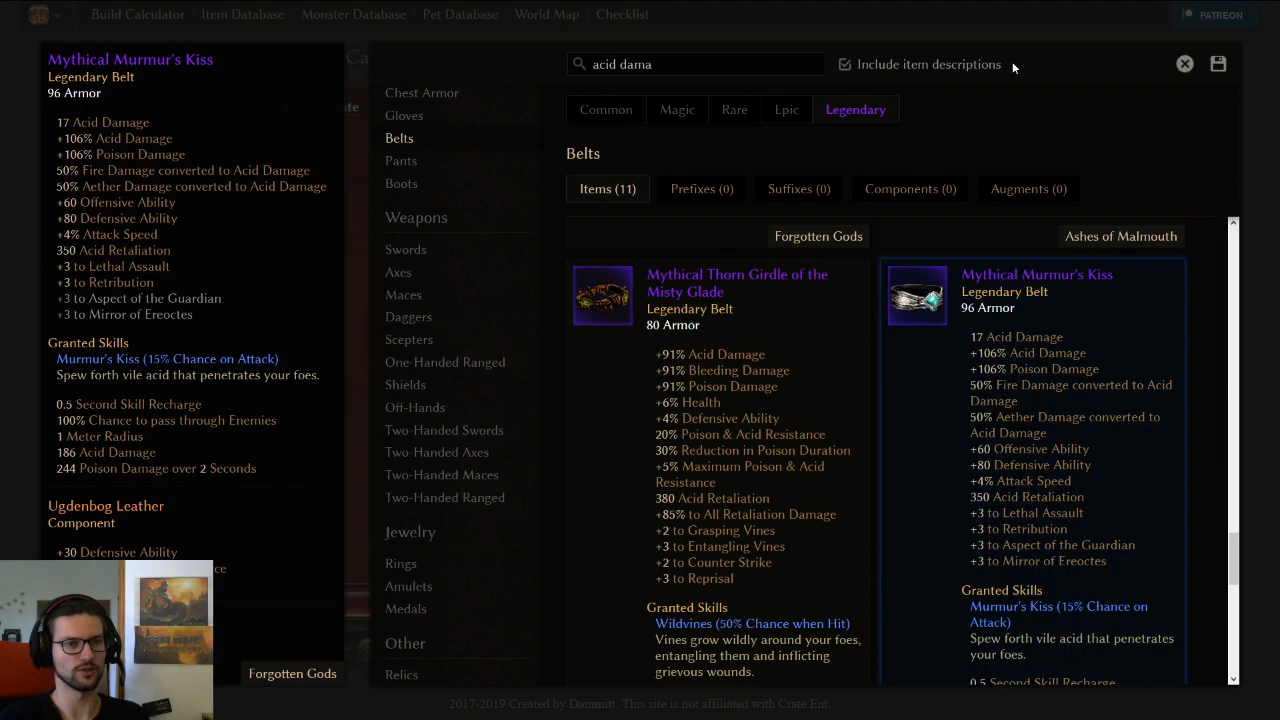 Build Calculator Item Database Monster Database Pet Database World Map Checklist
PATREON
Mythical Murmur's Kiss
Legendary Belt
96 Armor
17 Acid Damage
+106% Acid Damage
+106% Poison Damage
50% Fire Damage converted to Acid Damage
50% Aether Damage converted to Acid Damage
+60 Offensive Ability
+80 Defensive Ability
+4% Attack Speed
350 Acid Retaliation
+3 to Lethal Assault
+3 to Retribution
+3 to Aspect of the Guardian
+3 to Mirror of Ereoctes
Granted Skills
Murmur's Kiss (15% Chance on Attack)
Spew forth vile acid that penetrates your foes.
0.5 Second Skill Recharge
100% Chance to pass through Enemies
1 Meter Radius
186 Acid Damage
244 Poison Damage over 2 Seconds
Ugdenbog Leather
Component
+30 Defensive Ability
Forgotten Gods
Chest Armor
Gloves
Belts
Pants
Boots
Weapons
Swords
Axes
Maces
Daggers
Scepters
One-Handed Ranged
Shields
Off-Hands
Two-Handed Swords
Two-Handed Axes
Two-Handed Maces
Two-Handed Ranged
Jewelry
Rings
Amulets
Medals
Other
Relics
acid dama
Include item descriptions
Common Magic Rare Epic Legendary
Belts
Items (11) Prefixes (0) Suffixes (0) Components (0) Augments (0)
Forgotten Gods
Ashes of Malmouth
Mythical Thorn Girdle of the
Misty Glade
Legendary Belt
80 Armor
+91% Acid Damage
+91% Bleeding Damage
+91% Poison Damage
+6% Health
+4% Defensive Ability
20% Poison & Acid Resistance
30% Reduction in Poison Duration
+5% Maximum Poison & Acid
Resistance
380 Acid Retaliation
+85% to All Retaliation Damage
+2 to Grasping Vines
+3 to Entangling Vines
+2 to Counter Strike
+3 to Reprisal
Granted Skills
Wildvines (50% Chance when Hit)
Vines grow wildly around your foes,
entangling them and inflicting
grievous wounds.
Mythical Murmur's Kiss
Legendary Belt
96 Armor
17 Acid Damage
+106% Acid Damage
+106% Poison Damage
50% Fire Damage converted to Acid
Damage
50% Aether Damage converted to
Acid Damage
+60 Offensive Ability
+80 Defensive Ability
+4% Attack Speed
350 Acid Retaliation
+3 to Lethal Assault
+3 to Retribution
+3 to Aspect of the Guardian
+3 to Mirror of Ereoctes
Granted Skills
Murmur's Kiss (15% Chance on
Attack)
Spew forth vile acid that penetrates
your foes.
0.5 Second Skill Recharge
2017-2019 Created by Dammitt. This site is not affiliated with Crate Ent.